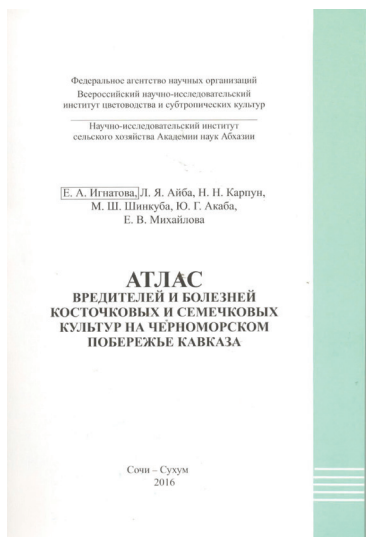 Федеральное агентство научных организаций
Всероссийский научно-исследовательский
институт цветоводства и субтропических культур
Научно-исследовательский институт
сельского хозяйства Академии наук Абхазии
Е. А. Игнатова, Л. Я. Айба, Н. Н. Карпун,
М. Ш. Шинкуба, Ю. Г. Акаба,
Е. В. Михайлова
АТЛАС
ВРЕДИТЕЛЕЙ И БОЛЕЗНЕЙ
КОСТОЧКОВЫХ И СЕМЕЧКОВЫХ
КУЛЬТУР НА ЧЕРНОМОРСКОМ
ПОБЕРЕЖЬЕ КАВКАЗА
Сочи – Сухум
2016